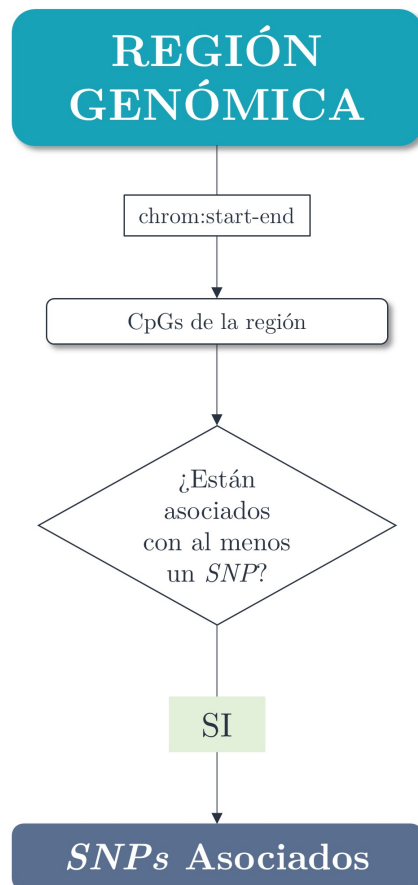 REGIÓN
GENÓMICA
chrom:start-end
CpGs de la región
¿Están
asociados
con al menos
un SNP?
SI
SNPs Asociados